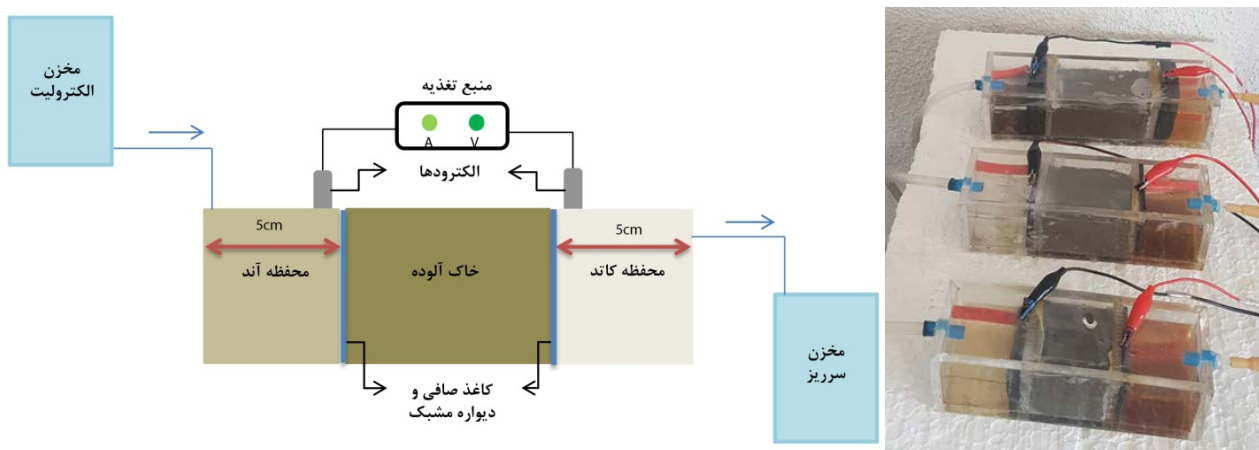 مخزن
الکترولیت
منبع تغذیه
A
V
الکترودها
5cm
5cm
محفظه آند
خاک آلوده
محفظه کاتد
کاغذ صافی و
دیواره مشبک
مخزن
سرریز